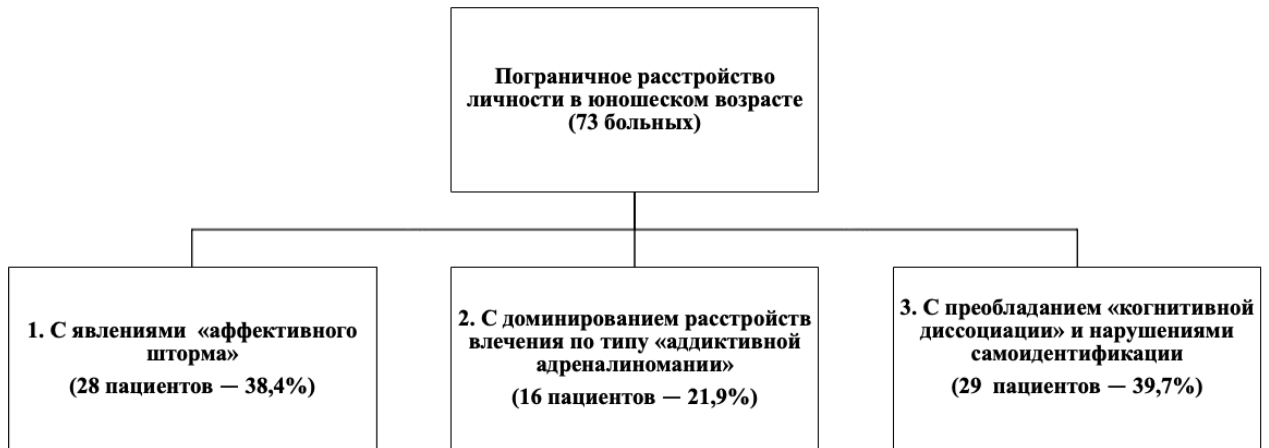 Пограничное расстройство
личности в юношеском возрасте
(73 больных)
1. С явлениями «аффективного
шторма»
(28 пациентов — 38,4%)
2. С доминированием расстройств
влечения по типу «аддиктивной
адреналиномании»
(16 пациентов — 21,9%)
3. С преобладанием «когнитивной
диссоциации» и нарушениями
самоидентификации
(29 пациентов — 39,7%)